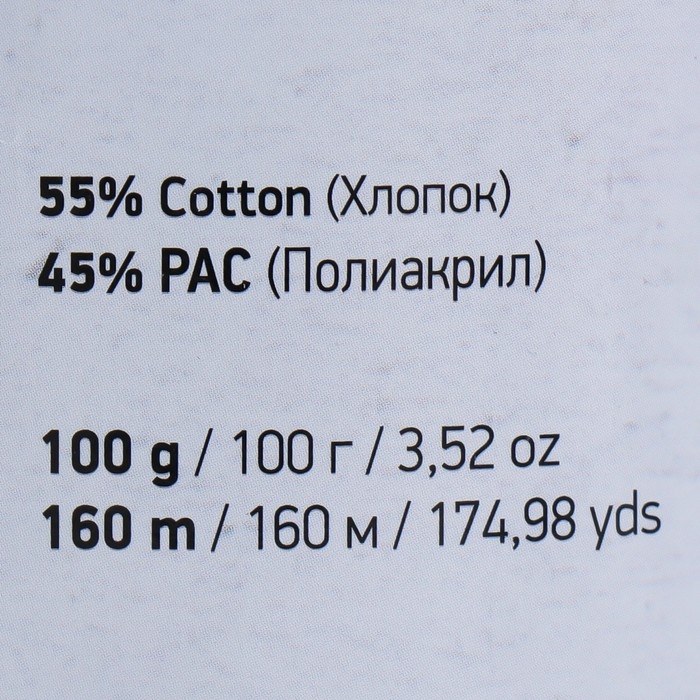 55% Cotton (Хлопок)
45% PAC (Полиакрил)
100 g / 100 г / 3,52 oz
160 m / 160 м / 174,98 yds